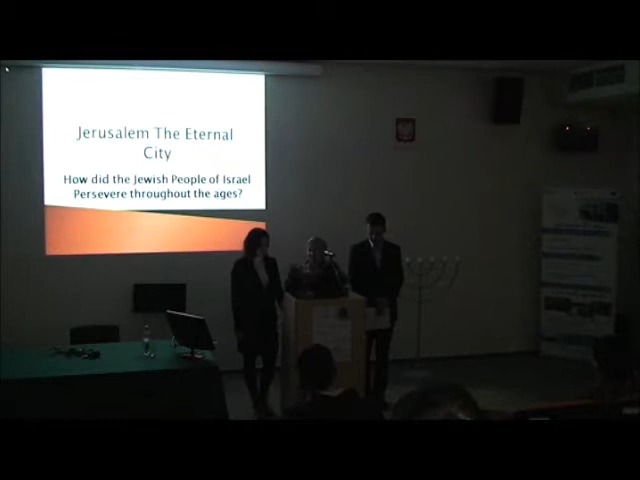 Jerusalem The Eternal
City
How did the Jewish People of Israel
Persevere throughout the ages?